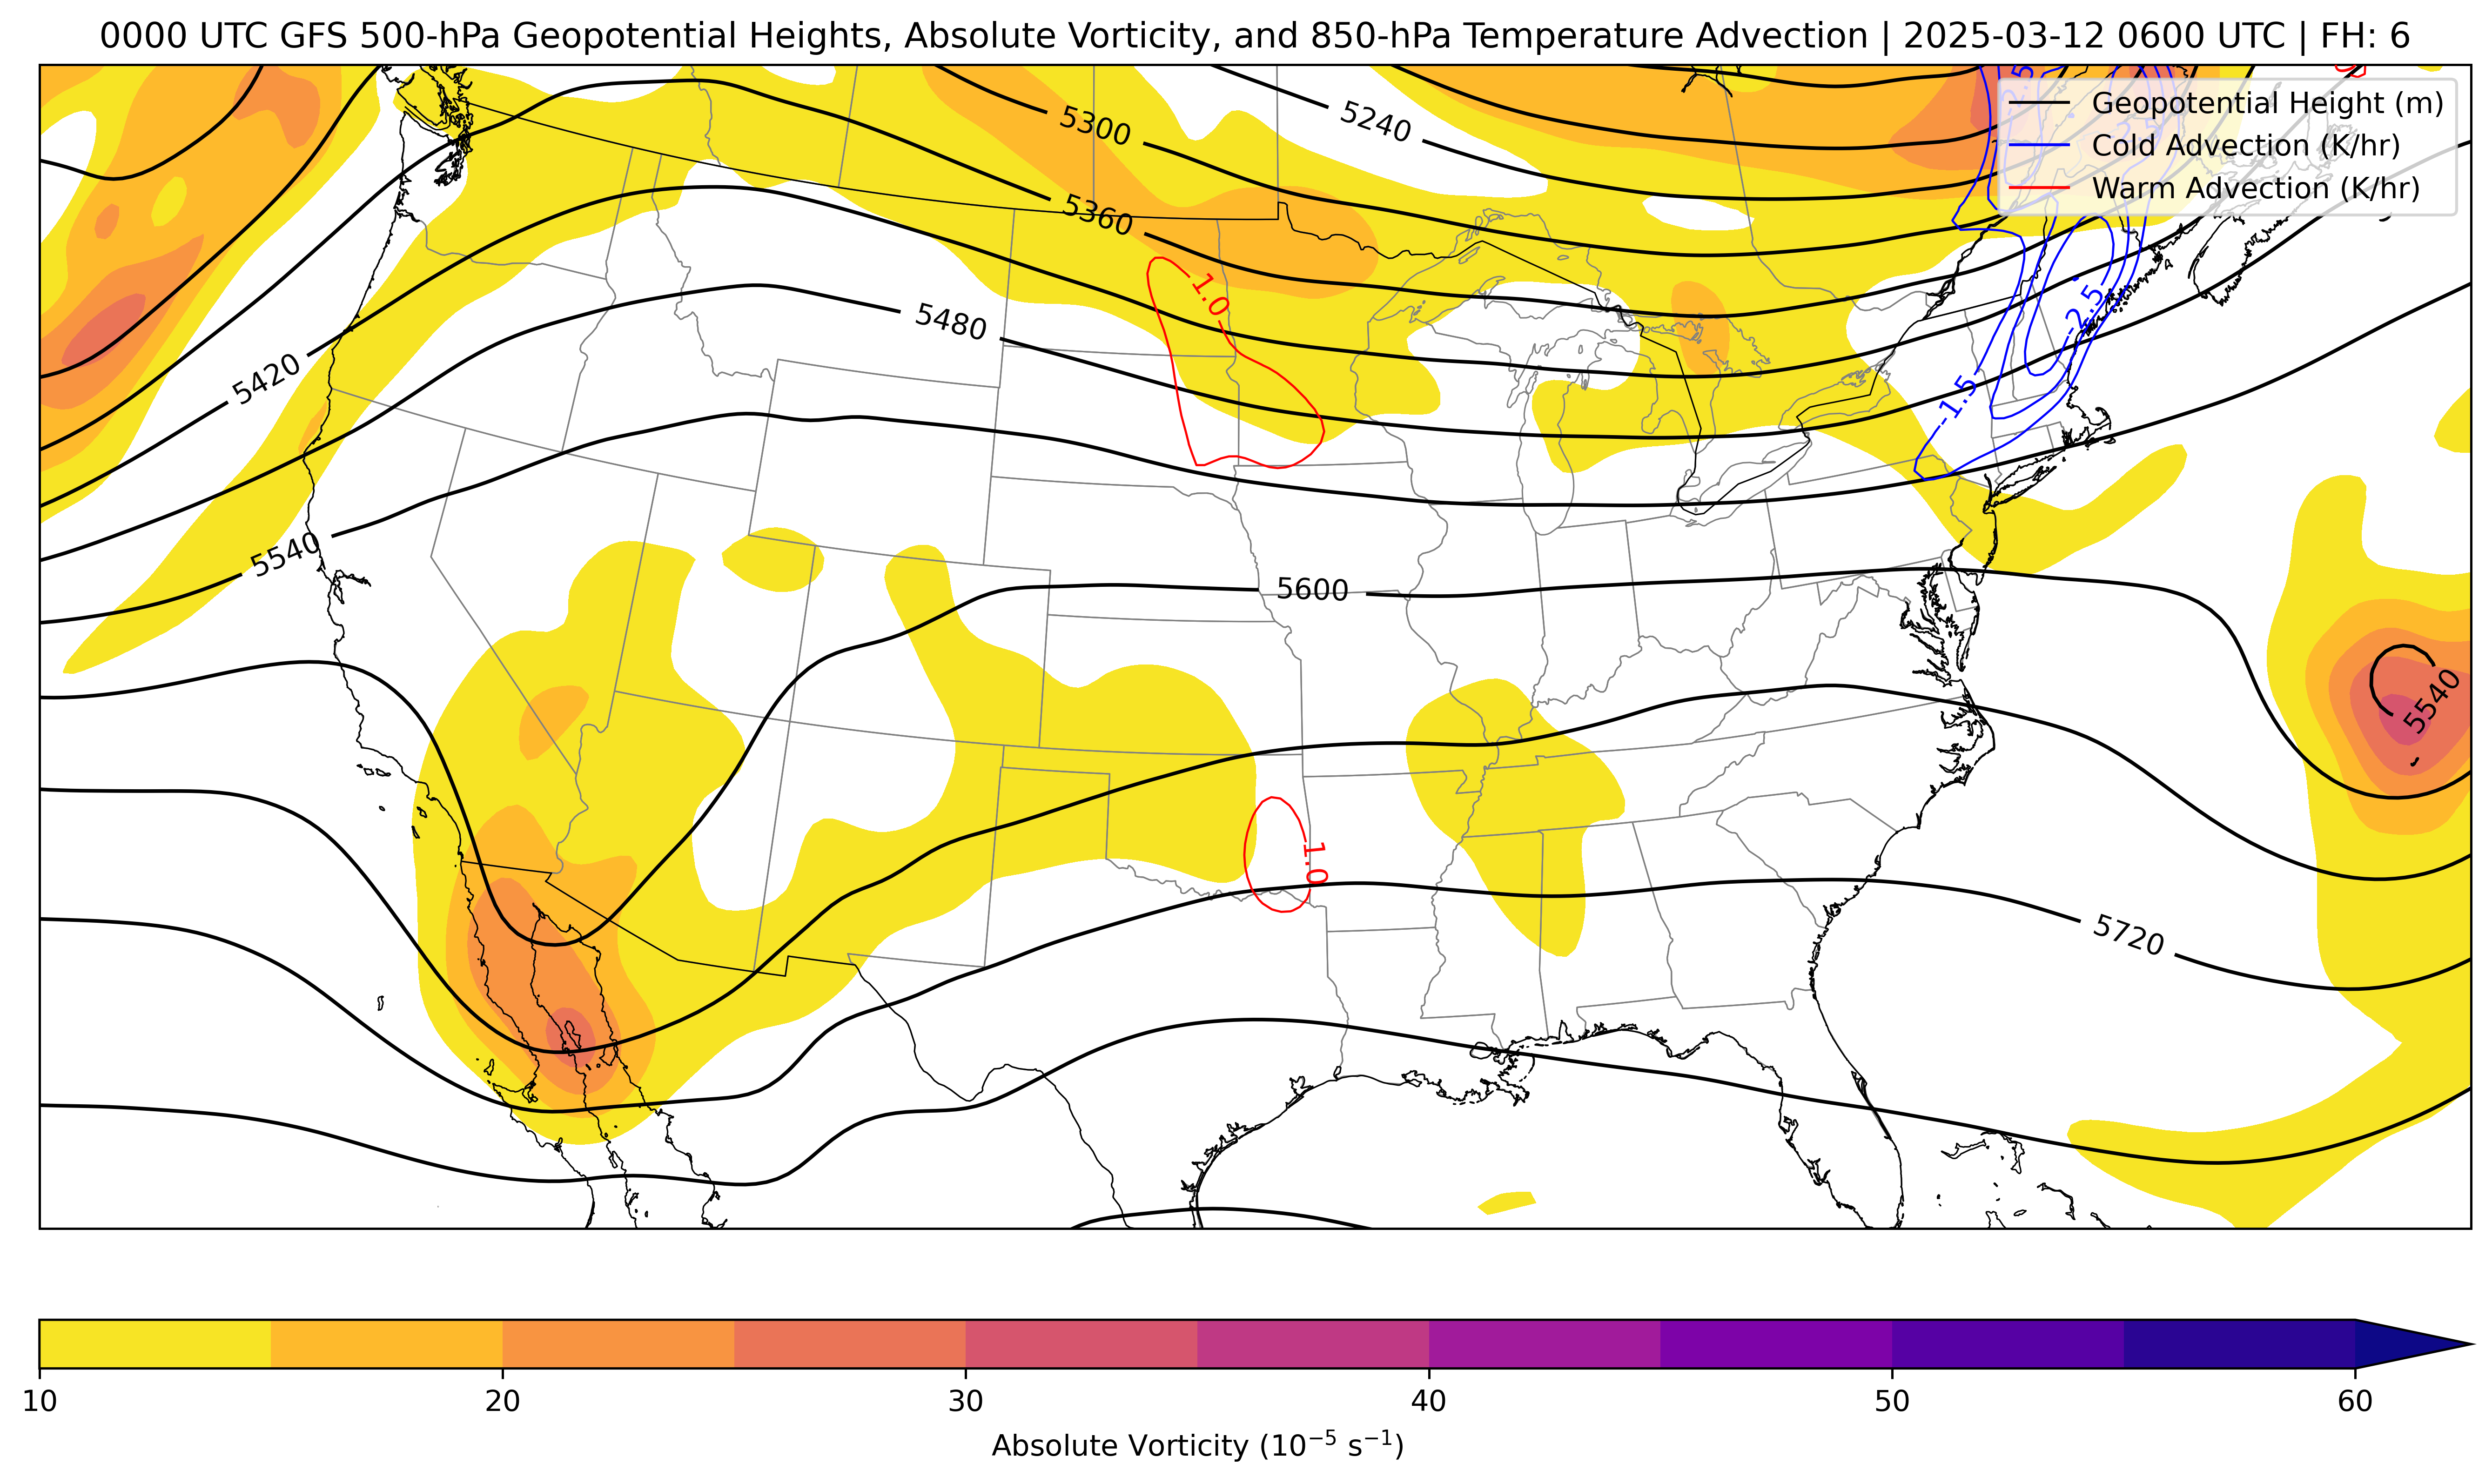 0000 UTC GFS 500-hPa Geopotential Heights, Absolute Vorticity, and 850-hPa Temperature Advection | 2025-03-12 0600 UTC | FH: 6
Geopotential Height (m)
Cold Advection (K/hr)
Warm Advection (K/hr)
5240
5300
5360
1.0
-2.5
5480
5420
-1.5
5540
5600
5540
1.0
5720
10 20 30 40 50 60
Absolute Vorticity (10⁻⁵ s⁻¹)